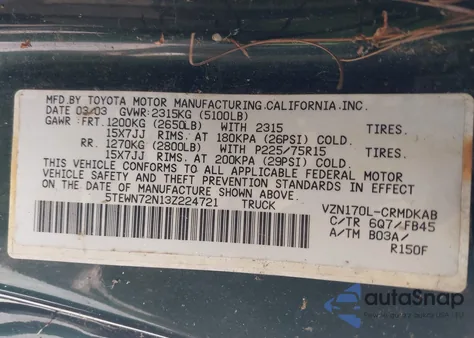 MFD.BY TOYOTA MOTOR MANUFACTURING.CALIFORNIA.INC.
DATE 03/03 GVWR:2315KG (5100LB)
GAWR :FRT. 1200KG (2650LB) WITH 2315 TIRES.
15X7JJ RIMS. AT 180KPA (26PSI) COLD.
RR. 1270KG (2800LB) WITH P225/75R15 TIRES.
15X7JJ RIMS. AT 200KPA (29PSI) COLD.
THIS VEHICLE CONFORMS TO ALL APPLICABLE FEDERAL MOTOR
VEHICLE SAFETY AND THEFT PREVENTION STANDARDS IN EFFECT
ON THE DATE OF MANUFACTURE SHOWN ABOVE.
5TEWN72N13Z224721 TRUCK
VZN170L-CRMDKAB
C/TR 6Q7/FB45
A/TM B03A/
R150F
autoSnap